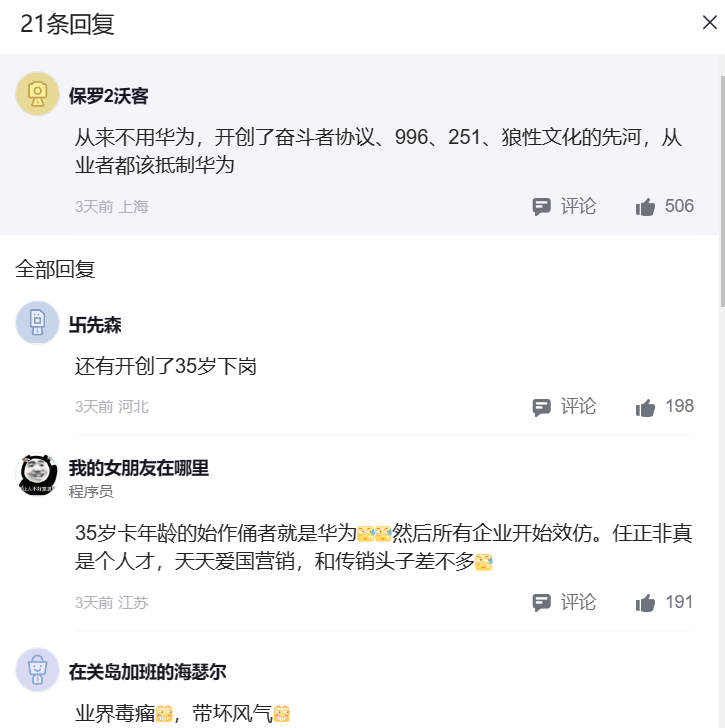 21条回复
保罗2沃客
从来不用华为，开创了奋斗者协议、996、251、狼性文化的先河，从
业者都该抵制华为
3天前 上海
评论
506
全部回复
卐先森
还有开创了35岁下岗
3天前 河北
评论
198
我的女朋友在哪里
程序员
35岁卡年龄的始作俑者就是华为然后所有企业开始效仿。任正非真
是个人才，天天爱国营销，和传销头子差不多
3天前 江苏
评论
191
在关岛加班的海瑟尔
业界毒瘤，带坏风气